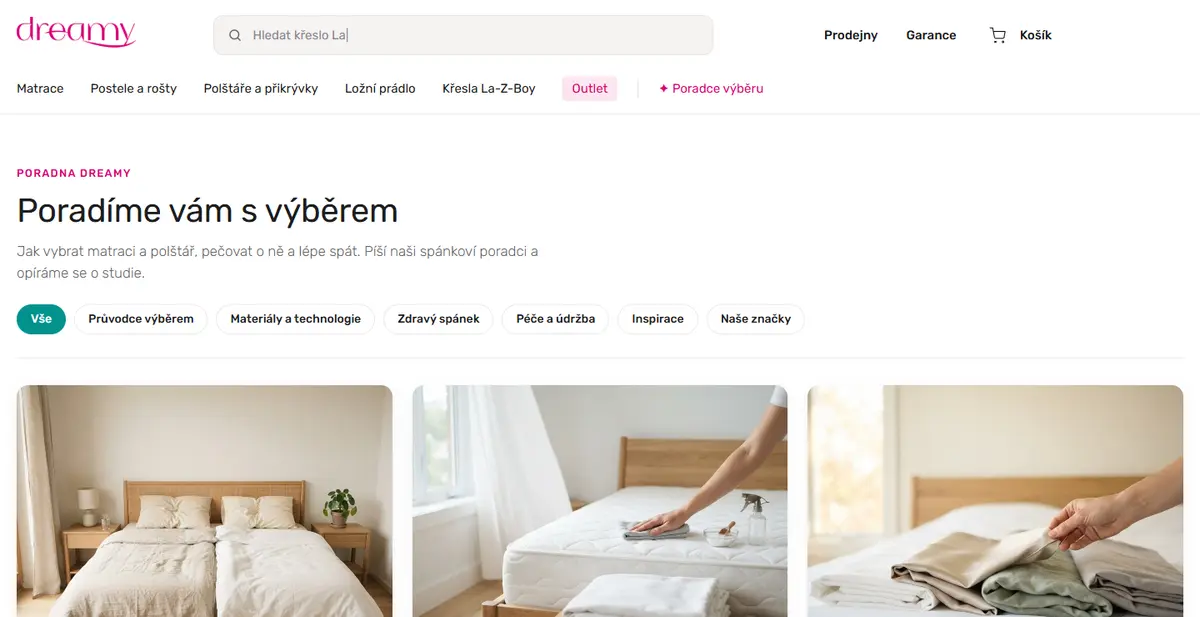 dreamy
Hledat křeslo La
Prodejny
Garance
Košík
Matrace
Postele a rošty
Polštáře a přikrývky
Ložní prádlo
Křesla La-Z-Boy
Outlet
Poradce výběru
PORADNA DREAMY
Poradíme vám s výběrem
Jak vybrat matraci a polštář, pečovat o ně a lépe spát. Píší naši spánkoví poradci a
opíráme se o studie.
Vše
Průvodce výběrem
Materiály a technologie
Zdravý spánek
Péče a údržba
Inspirace
Naše značky